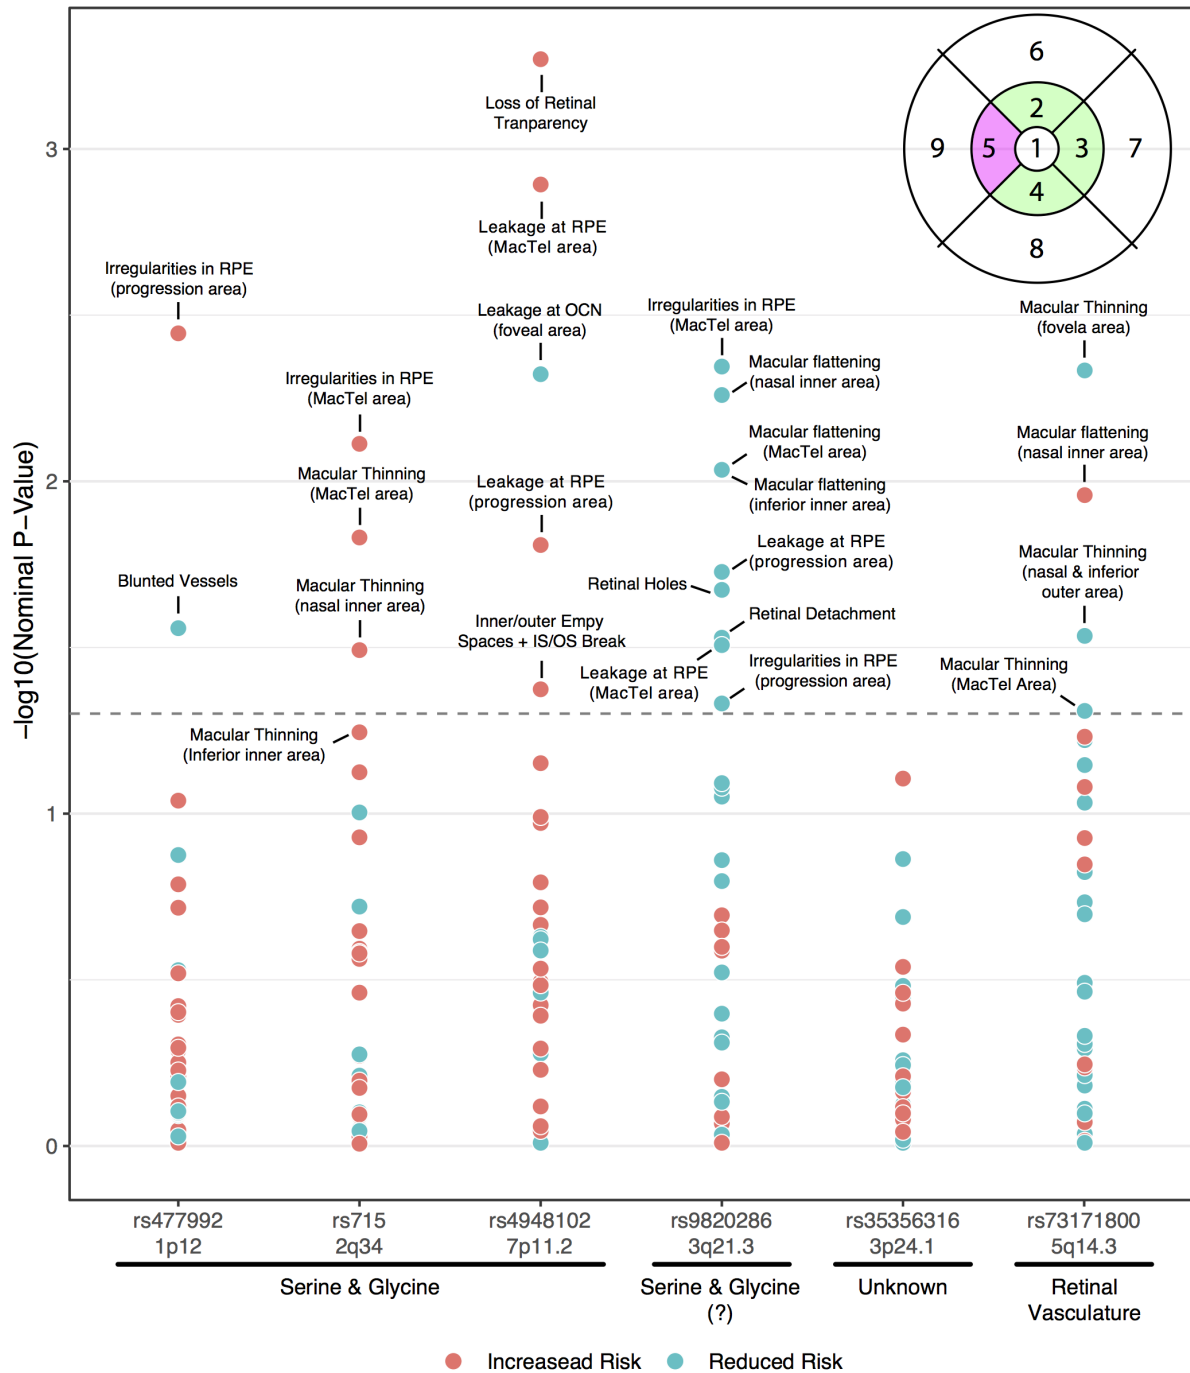 6
2
9
5
1
3
7
4
8
3
2
1
0
−log10(Nominal P−Value)
Loss of Retinal
Tranparency
Leakage at RPE
(MacTel area)
Irregularities in RPE
(progression area)
Leakage at OCN
(foveal area)
Irregularities in RPE
(MacTel area)
Macular Thinning
(fovela area)
Macular flattening
(nasal inner area)
Irregularities in RPE
(MacTel area)
Macular flattening
(MacTel area)
Macular flattening
(nasal inner area)
Macular Thinning
(MacTel area)
Leakage at RPE
(progression area)
Macular flattening
(inferior inner area)
Blunted Vessels
Macular Thinning
(nasal inner area)
Leakage at RPE
(progression area)
Retinal Holes
Macular Thinning
(nasal & inferior
outer area)
Inner/outer Empy
Spaces + IS/OS Break
Retinal Detachment
Leakage at RPE
(MacTel area)
Irregularities in RPE
(progression area)
Macular Thinning
(MacTel Area)
Macular Thinning
(Inferior inner area)
rs477992
1p12
rs715
2q34
rs4948102
7p11.2
rs9820286
3q21.3
rs35356316
3p24.1
rs73171800
5q14.3
Serine & Glycine
Serine & Glycine
(?)
Unknown
Retinal
Vasculature
Increasead Risk
Reduced Risk